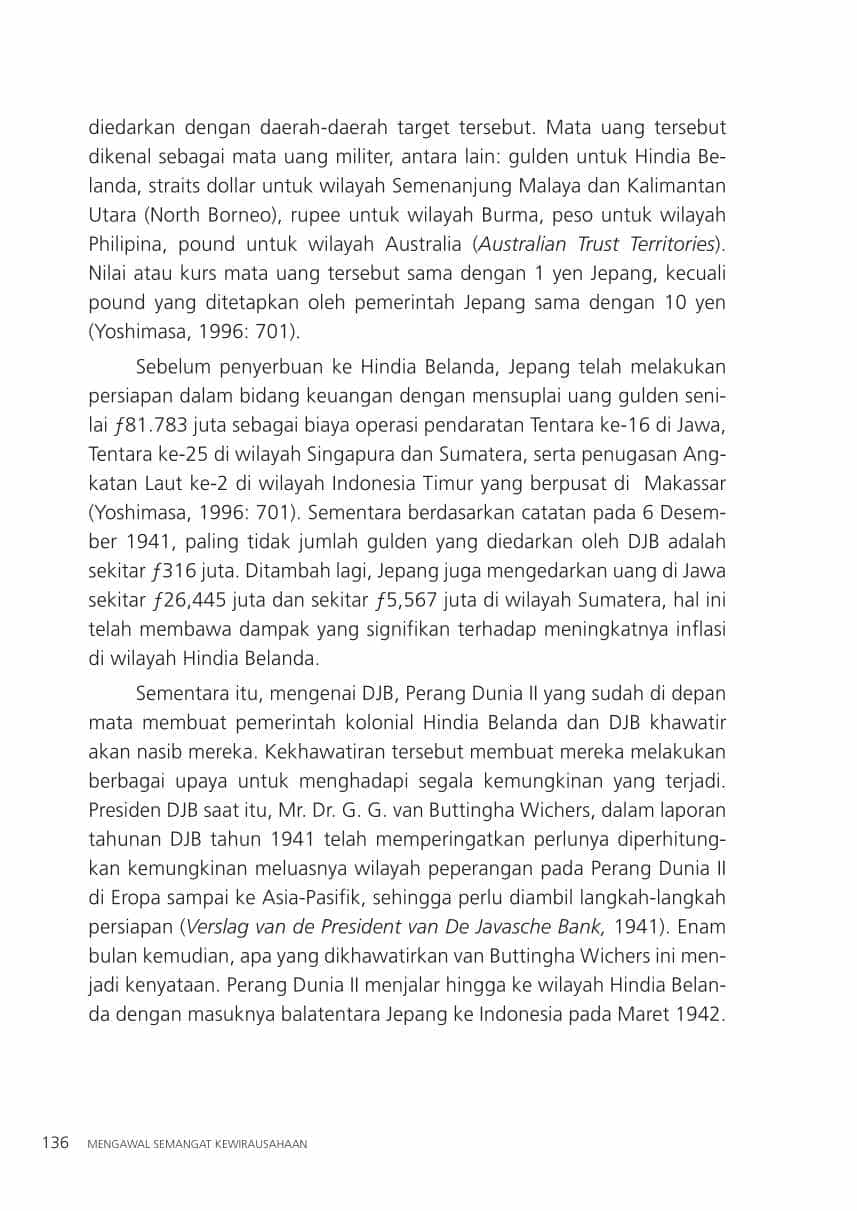 diedarkan dengan daerah-daerah target tersebut. Mata uang tersebut
dikenal sebagai mata uang militer, antara lain: gulden untuk Hindia Be-
landa, straits dollar untuk wilayah Semenanjung Malaya dan Kalimantan
Utara (North Borneo), rupee untuk wilayah Burma, peso untuk wilayah
Philipina, pound untuk wilayah Australia (Australian Trust Territories).
Nilai atau kurs mata uang tersebut sama dengan 1 yen Jepang, kecuali
pound yang ditetapkan oleh pemerintah Jepang sama dengan 10 yen
(Yoshimasa, 1996: 701).
Sebelum penyerbuan ke Hindia Belanda, Jepang telah melakukan
persiapan dalam bidang keuangan dengan mensuplai uang gulden seni-
lai ƒ81.783 juta sebagai biaya operasi pendaratan Tentara ke-16 di Jawa,
Tentara ke-25 di wilayah Singapura dan Sumatera, serta penugasan Ang-
katan Laut ke-2 di wilayah Indonesia Timur yang berpusat di Makassar
(Yoshimasa, 1996: 701). Sementara berdasarkan catatan pada 6 Desem-
ber 1941, paling tidak jumlah gulden yang diedarkan oleh DJB adalah
sekitar ƒ316 juta. Ditambah lagi, Jepang juga mengedarkan uang di Jawa
sekitar ƒ26,445 juta dan sekitar ƒ5,567 juta di wilayah Sumatera, hal ini
telah membawa dampak yang signifikan terhadap meningkatnya inflasi
di wilayah Hindia Belanda.
Sementara itu, mengenai DJB, Perang Dunia II yang sudah di depan
mata membuat pemerintah kolonial Hindia Belanda dan DJB khawatir
akan nasib mereka. Kekhawatiran tersebut membuat mereka melakukan
berbagai upaya untuk menghadapi segala kemungkinan yang terjadi.
Presiden DJB saat itu, Mr. Dr. G. G. van Buttingha Wichers, dalam laporan
tahunan DJB tahun 1941 telah memperingatkan perlunya diperhitung-
kan kemungkinan meluasnya wilayah peperangan pada Perang Dunia II
di Eropa sampai ke Asia-Pasifik, sehingga perlu diambil langkah-langkah
persiapan (Verslag van de President van De Javasche Bank, 1941). Enam
bulan kemudian, apa yang dikhawatirkan van Buttingha Wichers ini men-
jadi kenyataan. Perang Dunia II menjalar hingga ke wilayah Hindia Belan-
da dengan masuknya balatentara Jepang ke Indonesia pada Maret 1942.
136 MENGAWAL SEMANGAT KEWIRAUSAHAAN